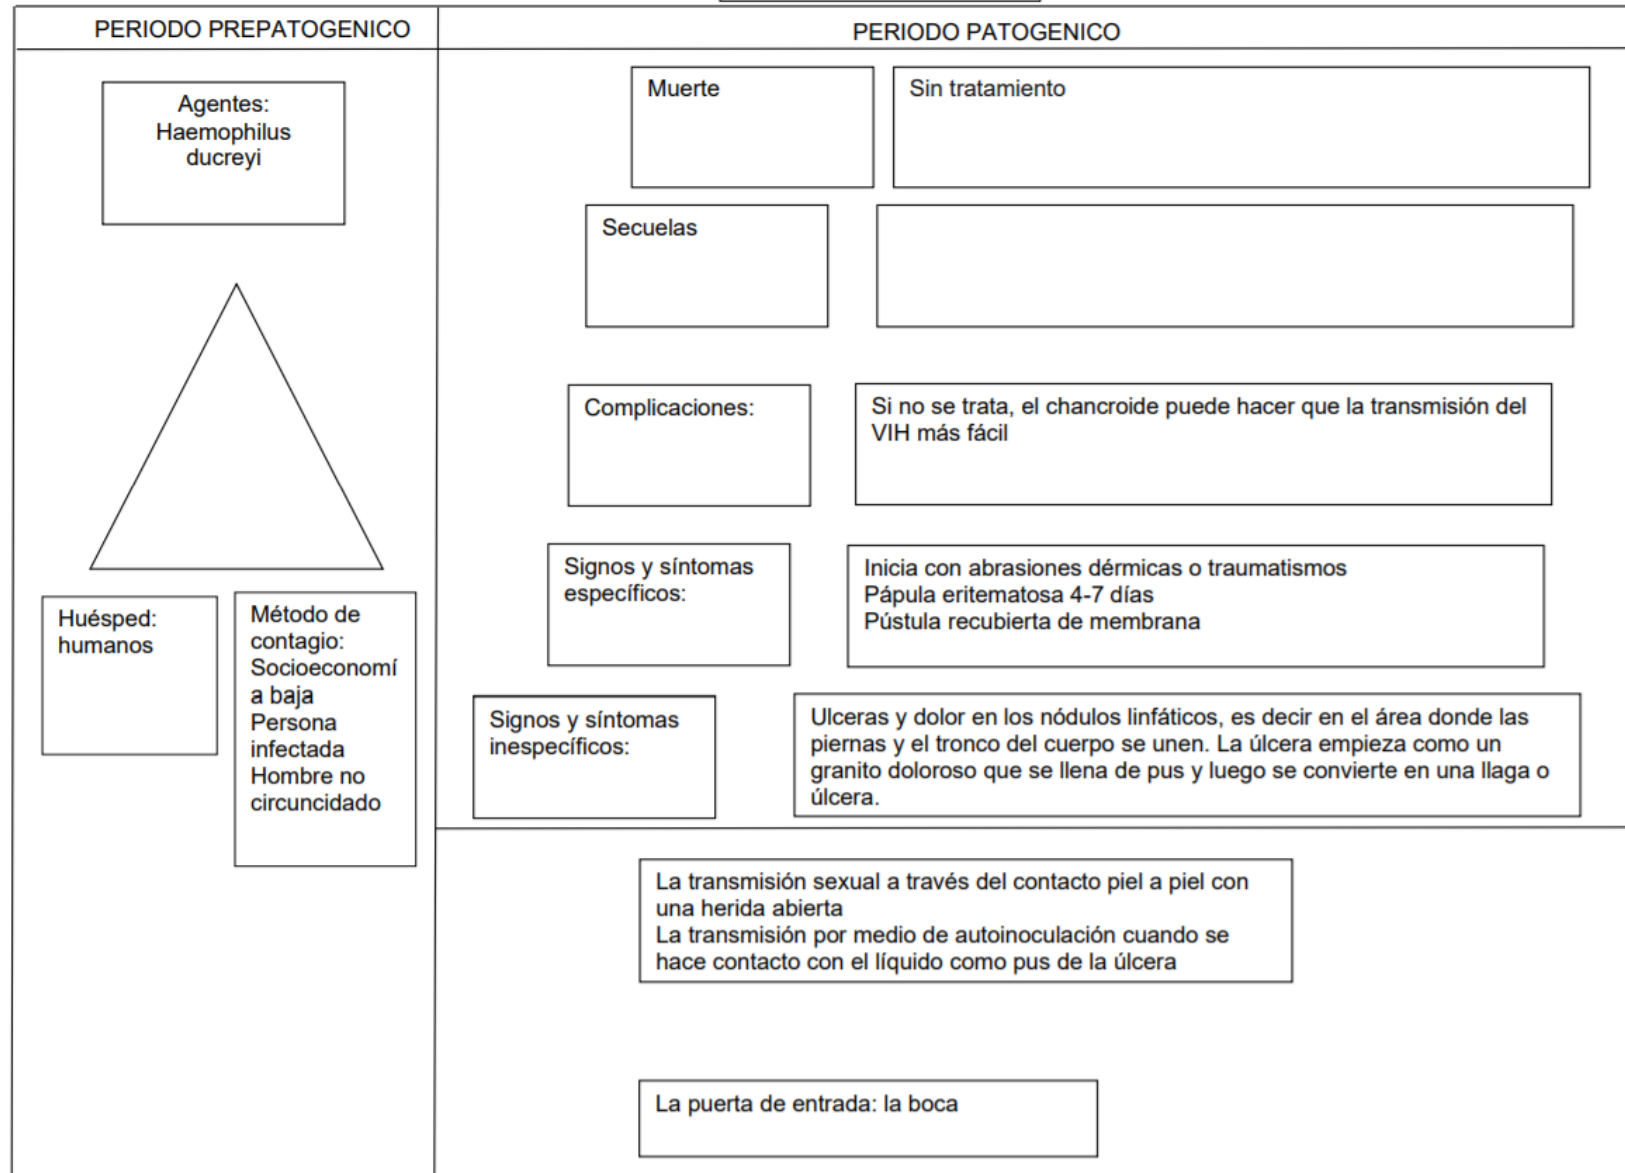 PERIODO PREPATOGENICO
PERIODO PATOGENICO
Agentes:
Haemophilus
ducreyi
Huésped:
humanos
Método de
contagio:
Socioeconomí
a baja
Persona
infectada
Hombre no
circuncidado
Muerte
Sin tratamiento
Secuelas
Complicaciones:
Si no se trata, el chancroide puede hacer que la transmisión del
VIH más fácil
Signos y síntomas
específicos:
Inicia con abrasiones dérmicas o traumatismos
Pápula eritematosa 4-7 días
Pústula recubierta de membrana
Signos y síntomas
inespecíficos:
Ulceras y dolor en los nódulos linfáticos, es decir en el área donde las
piernas y el tronco del cuerpo se unen. La úlcera empieza como un
granito doloroso que se llena de pus y luego se convierte en una llaga o
úlcera.
La transmisión sexual a través del contacto piel a piel con
una herida abierta
La transmisión por medio de autoinoculación cuando se
hace contacto con el líquido como pus de la úlcera
La puerta de entrada: la boca